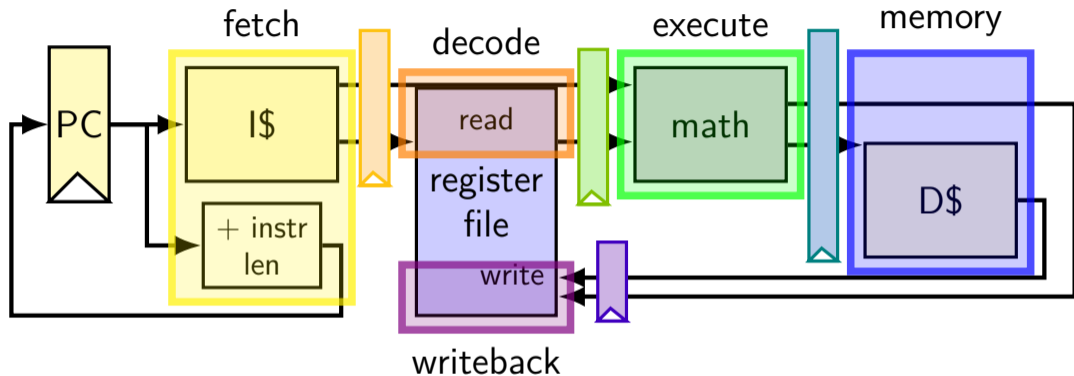 fetch
decode
execute
memory
PC
I$
read
math
register
file
D$
+ instr
len
write
writeback